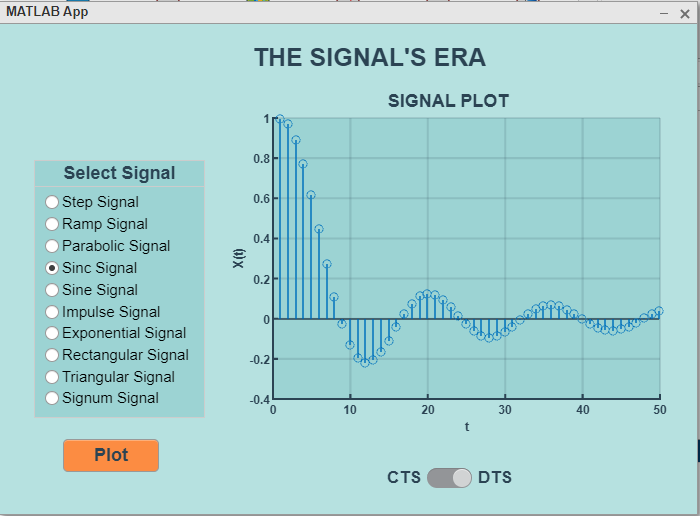 MATLAB App
THE SIGNAL'S ERA
SIGNAL PLOT
Select Signal
Step Signal
Ramp Signal
Parabolic Signal
Sinc Signal
Sine Signal
Impulse Signal
Exponential Signal
Rectangular Signal
Triangular Signal
Signum Signal
Plot
X(t)
1
0.8
0.6
0.4
0.2
0
-0.2
-0.4
0 10 20 30 40 50
t
CTS DTS